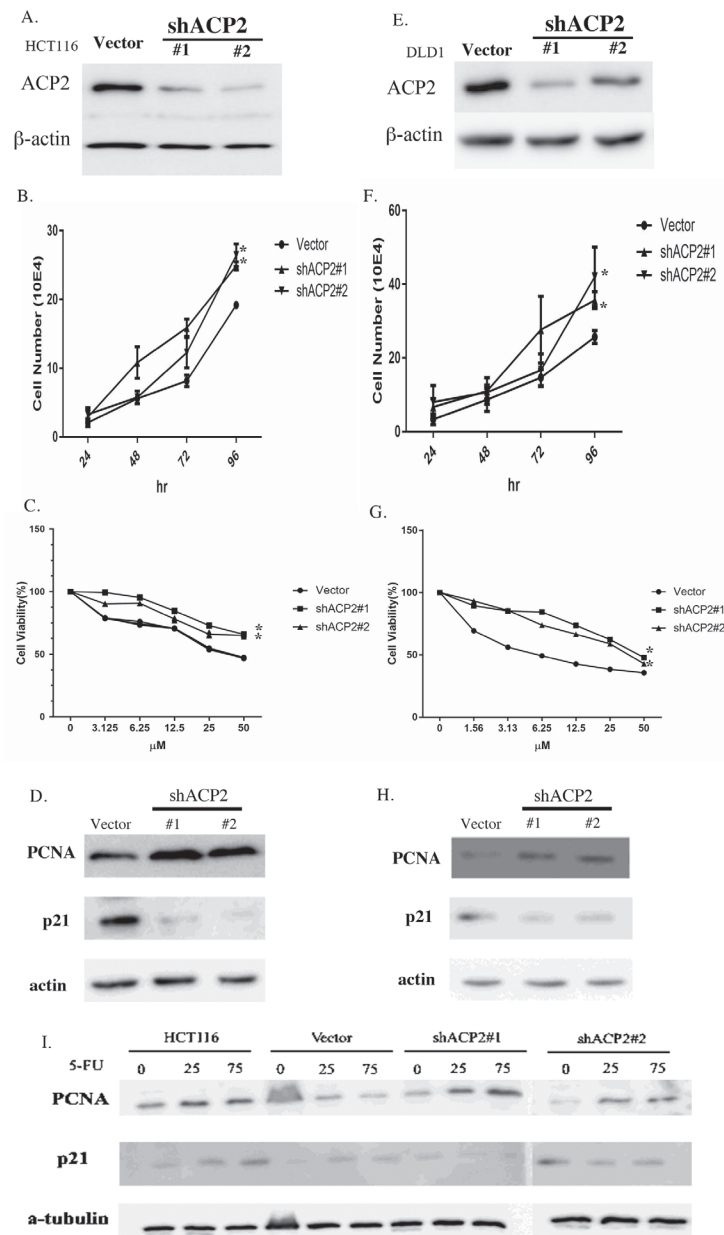 A.
shACP2
HCT116 Vector #1 #2
ACP2
β-actin
E.
shACP2
DLD1 Vector #1 #2
ACP2
β-actin
B.
Cell Number (10E4)
30
20
10
0
24 48 72 96
hr
Vector
shACP2#1
shACP2#2
* 
*
F.
Cell Number (10E4)
60
40
20
0
24 48 72 96
hr
Vector
shACP2#1
shACP2#2
*
*
C.
Cell Viability(%)
150
100
50
0
0 3.125 6.25 12.5 25 50
μM
Vector
shACP2#1
shACP2#2
*
*
G.
Cell Viability(%)
150
100
50
0
0 1.56 3.13 6.25 12.5 25 50
μM
Vector
shACP2#1
shACP2#2
*
*
D.
shACP2
Vector #1 #2
PCNA
p21
actin
H.
shACP2
Vector #1 #2
PCNA
p21
actin
I.
HCT116 Vector shACP2#1 shACP2#2
5-FU 0 25 75 0 25 75 0 25 75 0 25 75
PCNA
p21
a-tubulin